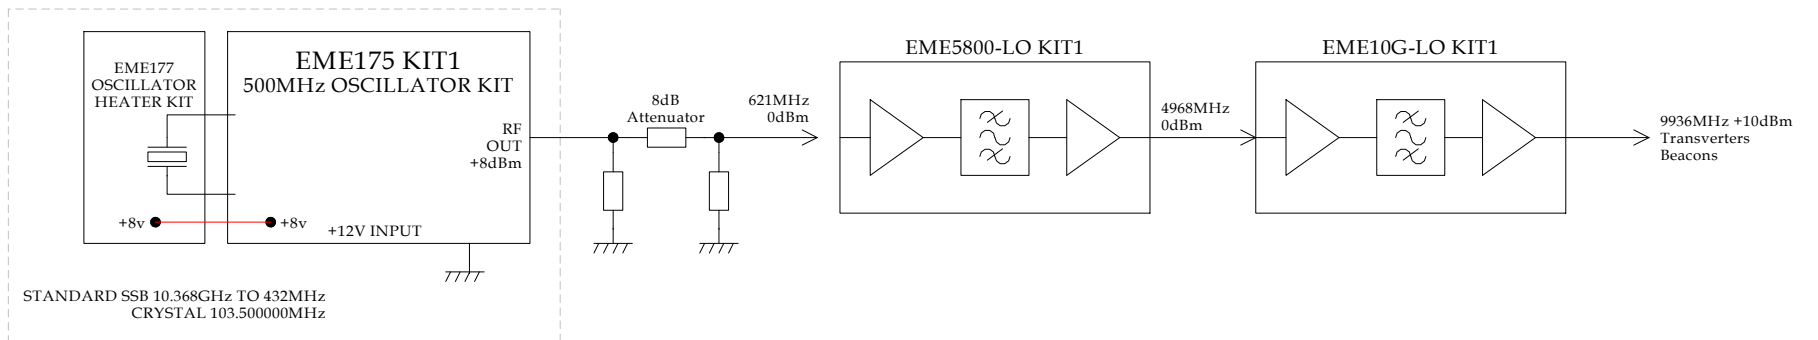 EME177
OSCILLATOR
HEATER KIT
+8v
EME175 KIT1
500MHz OSCILLATOR KIT
RF
OUT
+8dBm
+8v
+12V INPUT
STANDARD SSB 10.368GHz TO 432MHz
CRYSTAL 103.500000MHz
8dB
Attenuator
621MHz
0dBm
EME5800-LO KIT1
4968MHz
0dBm
EME10G-LO KIT1
9936MHz +10dBm
Transverters
Beacons